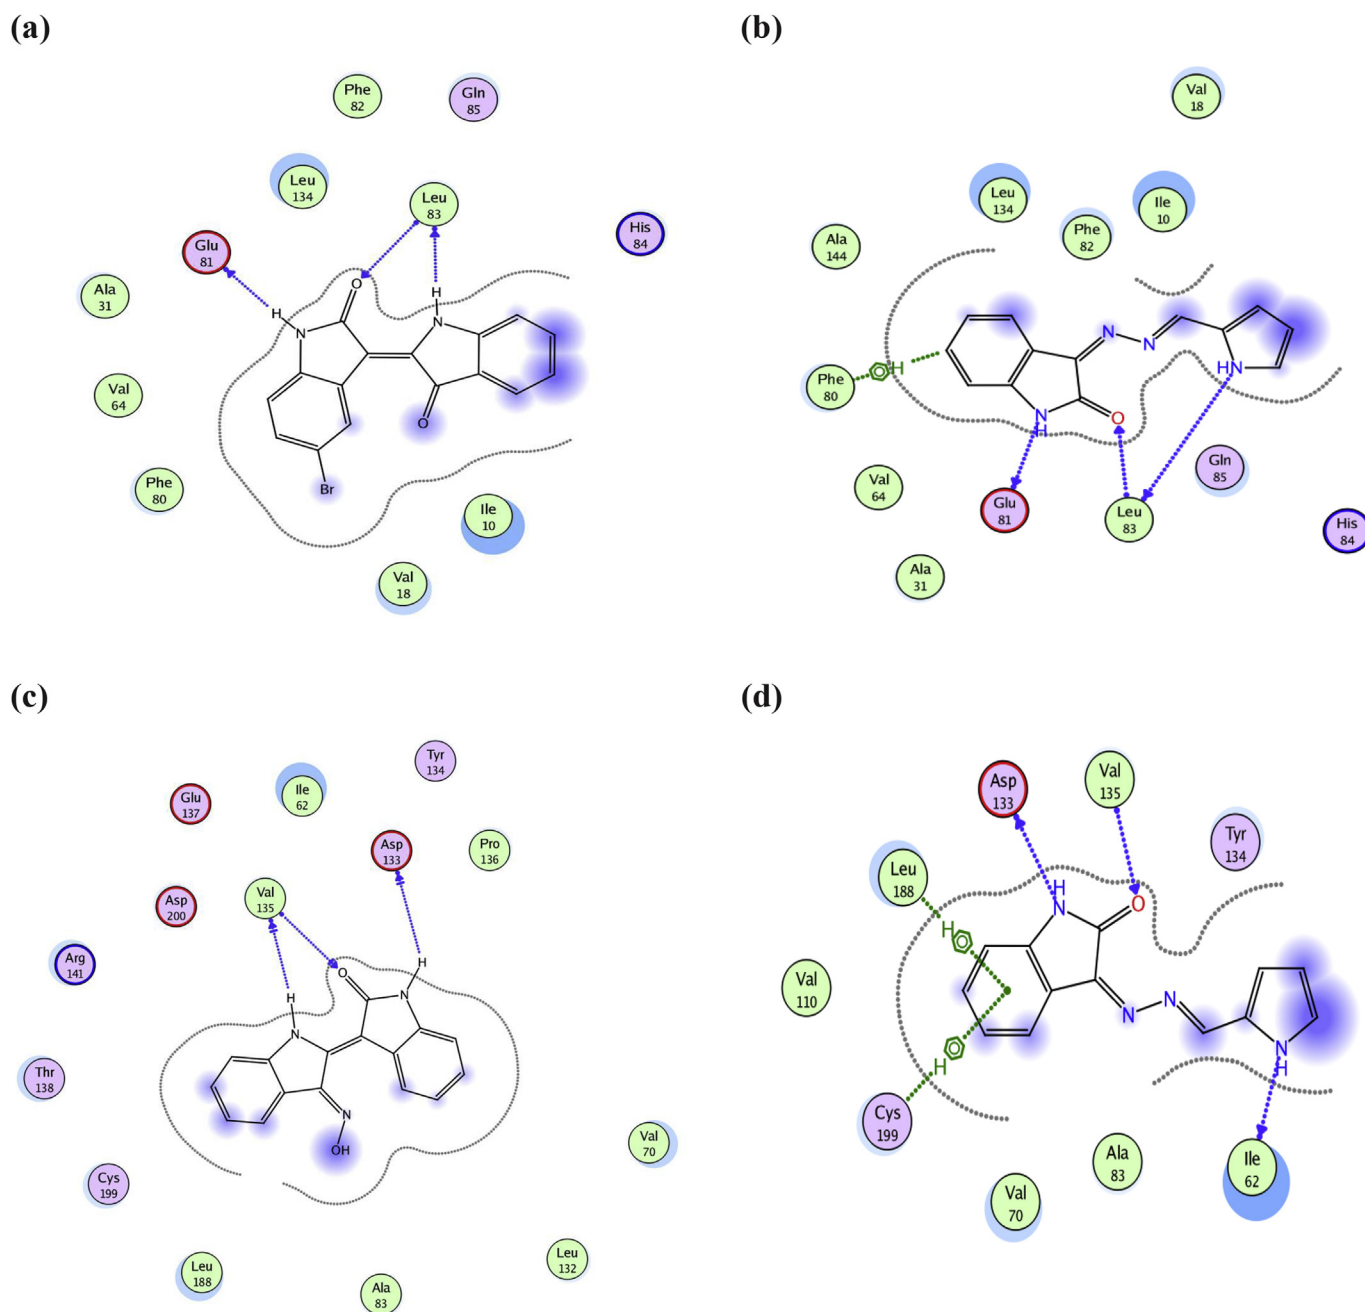 (a)
Phe
82
Gln
85
Leu
134
Leu
83
His
84
Glu
81
Ala
31
O
H
H
N
N
Val
64
O
Phe
80
Br
Ile
10
Val
18
(b)
Val
18
Leu
134
Ile
10
Phe
82
Ala
144
N
N
Phe
80
H
HN
N
H
O
Gln
85
Val
64
Glu
81
Leu
83
His
84
Ala
31
(c)
Tyr
134
Ile
62
Glu
137
Asp
133
Pro
136
Val
135
Asp
200
Arg
141
H
O
H
N
N
Thr
138
N
OH
Val
70
Cys
199
Leu
132
Leu
188
Ala
83
(d)
Asp
133
Val
135
Tyr
134
Leu
188
H
N
O
H
Val
110
N
N
H
N
H
Cys
199
Ala
83
Ile
62
Val
70